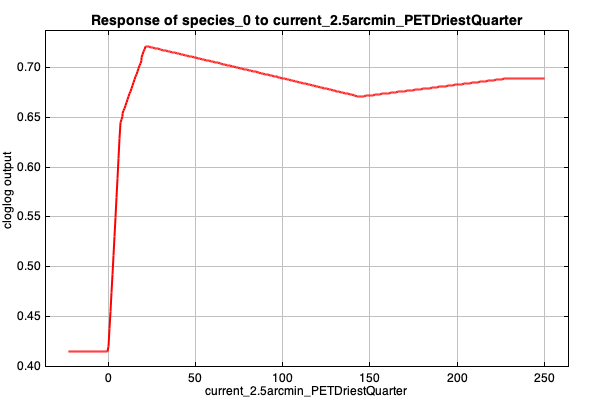 Response of species_0 to current_2.5arcmin_PETDriestQuarter
cloglog output
0.70
0.65
0.60
0.55
0.50
0.45
0.40
0 50 100 150 200 250
current_2.5arcmin_PETDriestQuarter